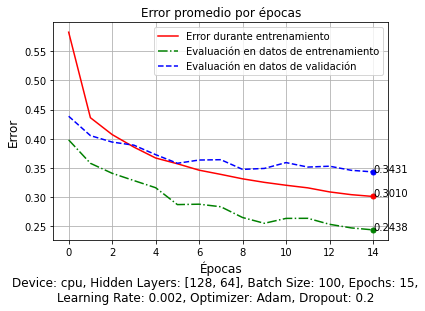 Error promedio por épocas
Error durante entrenamiento
Evaluación en datos de entrenamiento
Evaluación en datos de validación
Error
0.55
0.50
0.45
0.40
0.35
0.30
0.25
0.3431
0.3010
0.2438
0 2 4 6 8 10 12 14
Épocas
Device: cpu, Hidden Layers: [128, 64], Batch Size: 100, Epochs: 15,
Learning Rate: 0.002, Optimizer: Adam, Dropout: 0.2